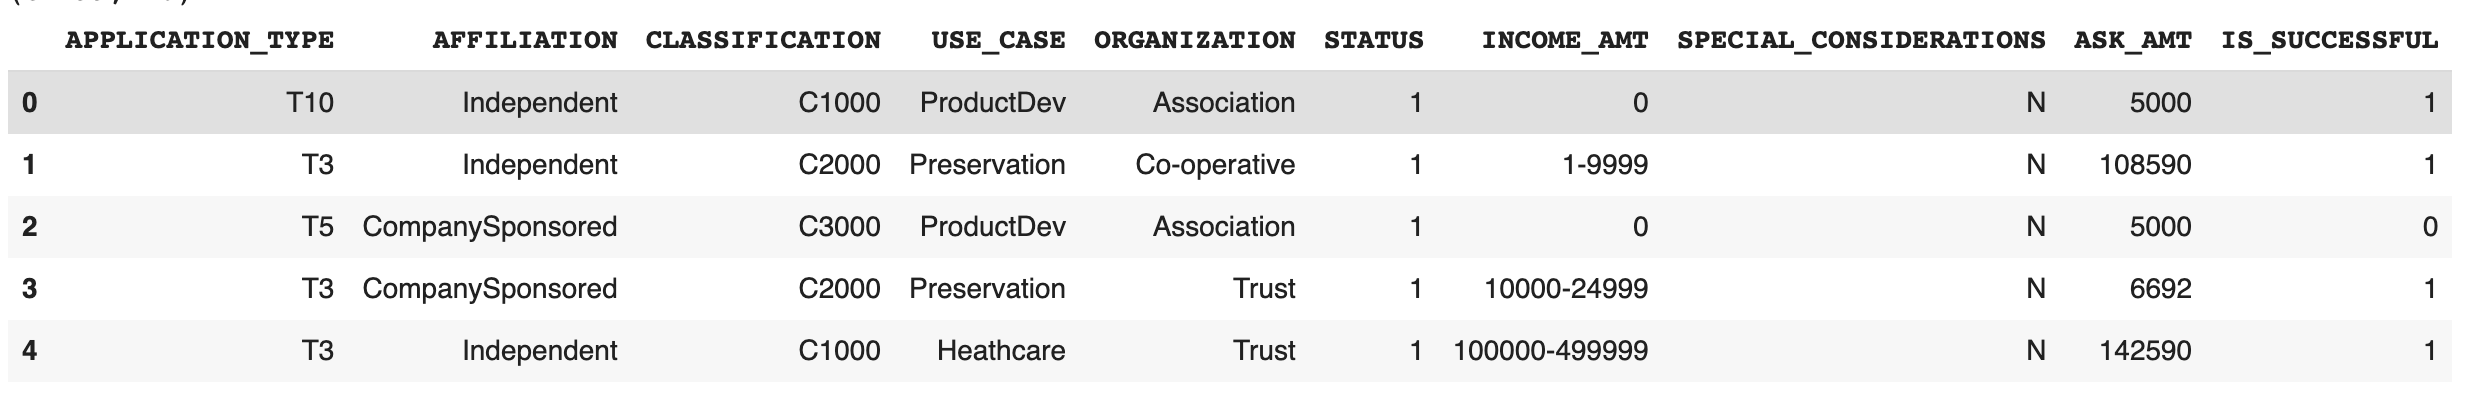 APPLICATION_TYPE AFFILIATION CLASSIFICATION USE_CASE ORGANIZATION STATUS INCOME_AMT SPECIAL_CONSIDERATIONS ASK_AMT IS_SUCCESSFUL
0 T10 Independent C1000 ProductDev Association 1 0 N 5000 1
1 T3 Independent C2000 Preservation Co-operative 1 1-9999 N 108590 1
2 T5 CompanySponsored C3000 ProductDev Association 1 0 N 5000 0
3 T3 CompanySponsored C2000 Preservation Trust 1 10000-24999 N 6692 1
4 T3 Independent C1000 Heathcare Trust 1 100000-499999 N 142590 1